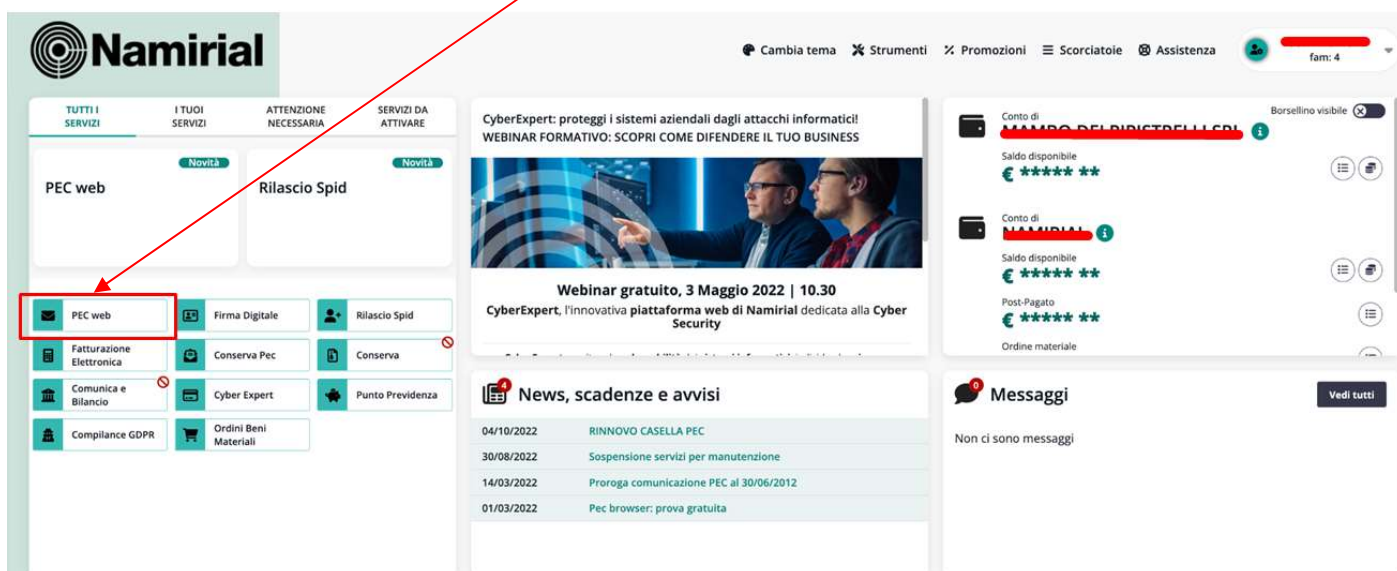 Namirial
Cambia tema
Strumenti
Promozioni
Scorciatoie
Assistenza
fam: 4
TUTTI I
SERVIZI
I TUOI
SERVIZI
ATTENZIONE
NECESSARIA
SERVIZI DA
ATTIVARE
Novità
PEC web
Novità
Rilascio Spid
PEC web
Firma Digitale
Rilascio Spid
Fatturazione
Elettronica
Conserva Pec
Conserva
Comunica e
Bilancio
Cyber Expert
Punto Previdenza
Compilance GDPR
Ordini Beni
Materiali
CyberExpert: proteggi i sistemi aziendali dagli attacchi informatici!
WEBINAR FORMATIVO: SCOPRI COME DIFENDERE IL TUO BUSINESS
Webinar gratuito, 3 Maggio 2022 | 10.30
CyberExpert, l'innovativa piattaforma web di Namirial dedicata alla Cyber
Security
4
News, scadenze e avvisi
04/10/2022 RINNOVO CASELLA PEC
30/08/2022 Sospensione servizi per manutenzione
14/03/2022 Proroga comunicazione PEC al 30/06/2012
01/03/2022 Pec browser: prova gratuita
Borsellino visibile
Conto di
Saldo disponibile
€ ***** **
Conto di
Saldo disponibile
€ ***** **
Post-Pagato
€ ***** **
Ordine materiale
0
Messaggi
Vedi tutti
Non ci sono messaggi